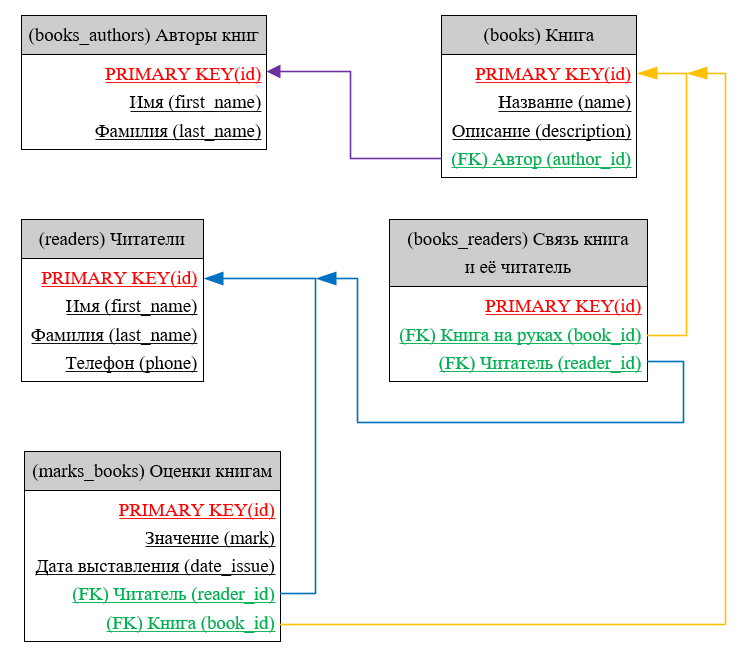 (books_authors) Авторы книг
PRIMARY KEY(id)
Имя (first_name)
Фамилия (last_name)
(books) Книга
PRIMARY KEY(id)
Название (name)
Описание (description)
(FK) Автор (author_id)
(readers) Читатели
PRIMARY KEY(id)
Имя (first_name)
Фамилия (last_name)
Телефон (phone)
(books_readers) Связь книга
и её читатель
PRIMARY KEY(id)
(FK) Книга на руках (book_id)
(FK) Читатель (reader_id)
(marks_books) Оценки книгам
PRIMARY KEY(id)
Значение (mark)
Дата выставления (date_issue)
(FK) Читатель (reader_id)
(FK) Книга (book_id)